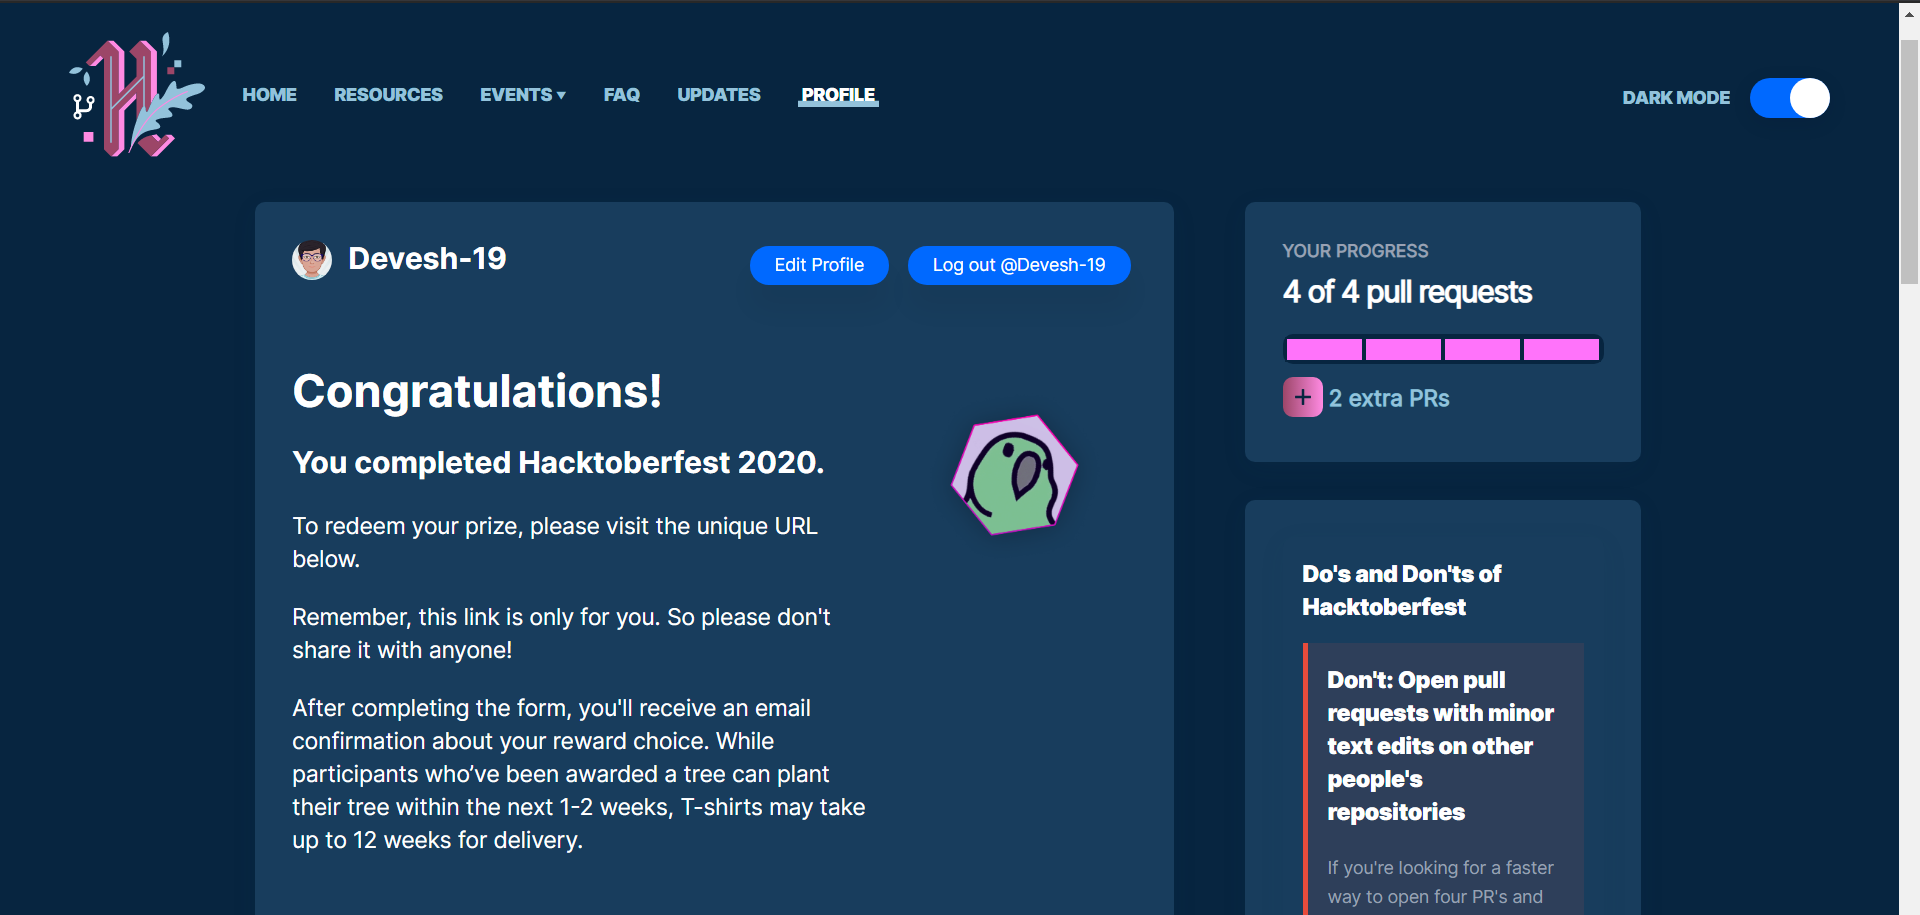 HOME RESOURCES EVENTS ▾ FAQ UPDATES PROFILE DARK MODE
Devesh-19
Edit Profile
Log out @Devesh-19
Congratulations!
You completed Hacktoberfest 2020.
To redeem your prize, please visit the unique URL
below.
Remember, this link is only for you. So please don't
share it with anyone!
After completing the form, you'll receive an email
confirmation about your reward choice. While
participants who’ve been awarded a tree can plant
their tree within the next 1-2 weeks, T-shirts may take
up to 12 weeks for delivery.
YOUR PROGRESS
4 of 4 pull requests
+ 2 extra PRs
Do's and Don'ts of
Hacktoberfest
Don't: Open pull
requests with minor
text edits on other
people's
repositories
If you're looking for a faster
way to open four PR's and